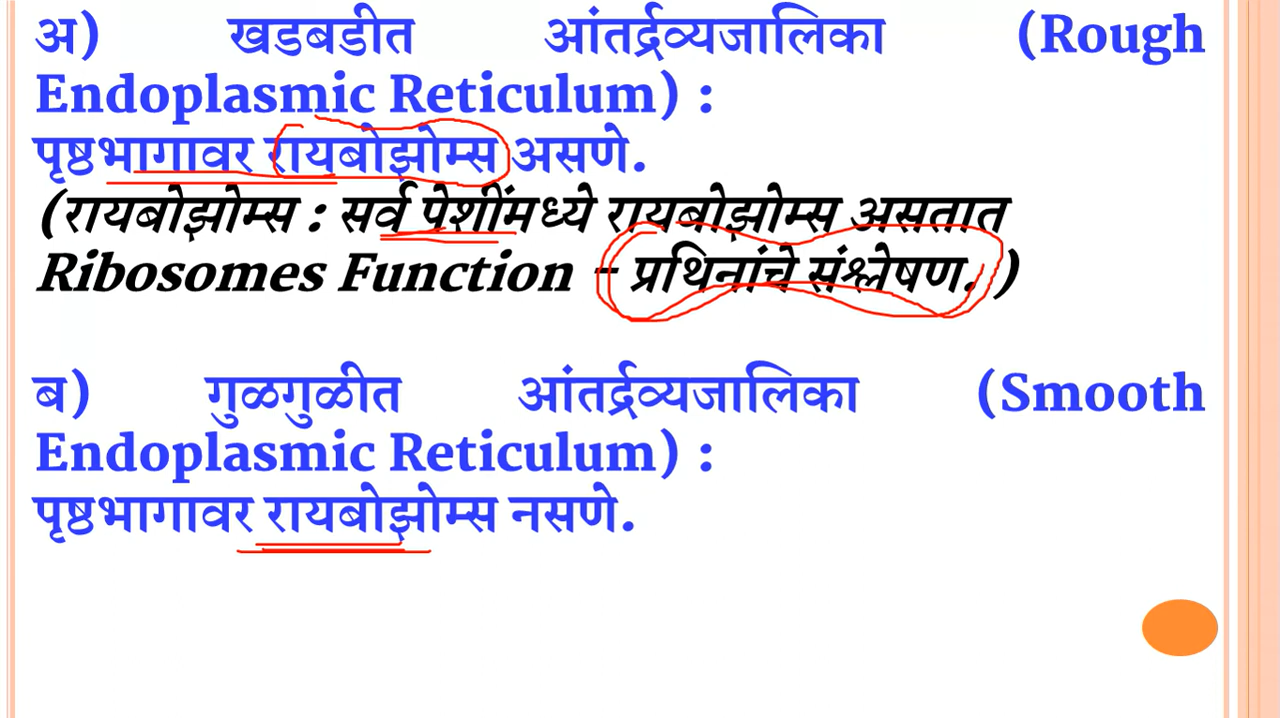 अ) खडबडीत आंतर्द्रव्यजालिका (Rough
Endoplasmic Reticulum) :
पृष्ठभागावर रायबोझोम्स असणे.
(रायबोझोम्स : सर्व पेशींमध्ये रायबोझोम्स असतात
Ribosomes Function - प्रथिनांचे संश्लेषण. )
ब) गुळगुळीत आंतर्द्रव्यजालिका (Smooth
Endoplasmic Reticulum) :
पृष्ठभागावर रायबोझोम्स नसणे.